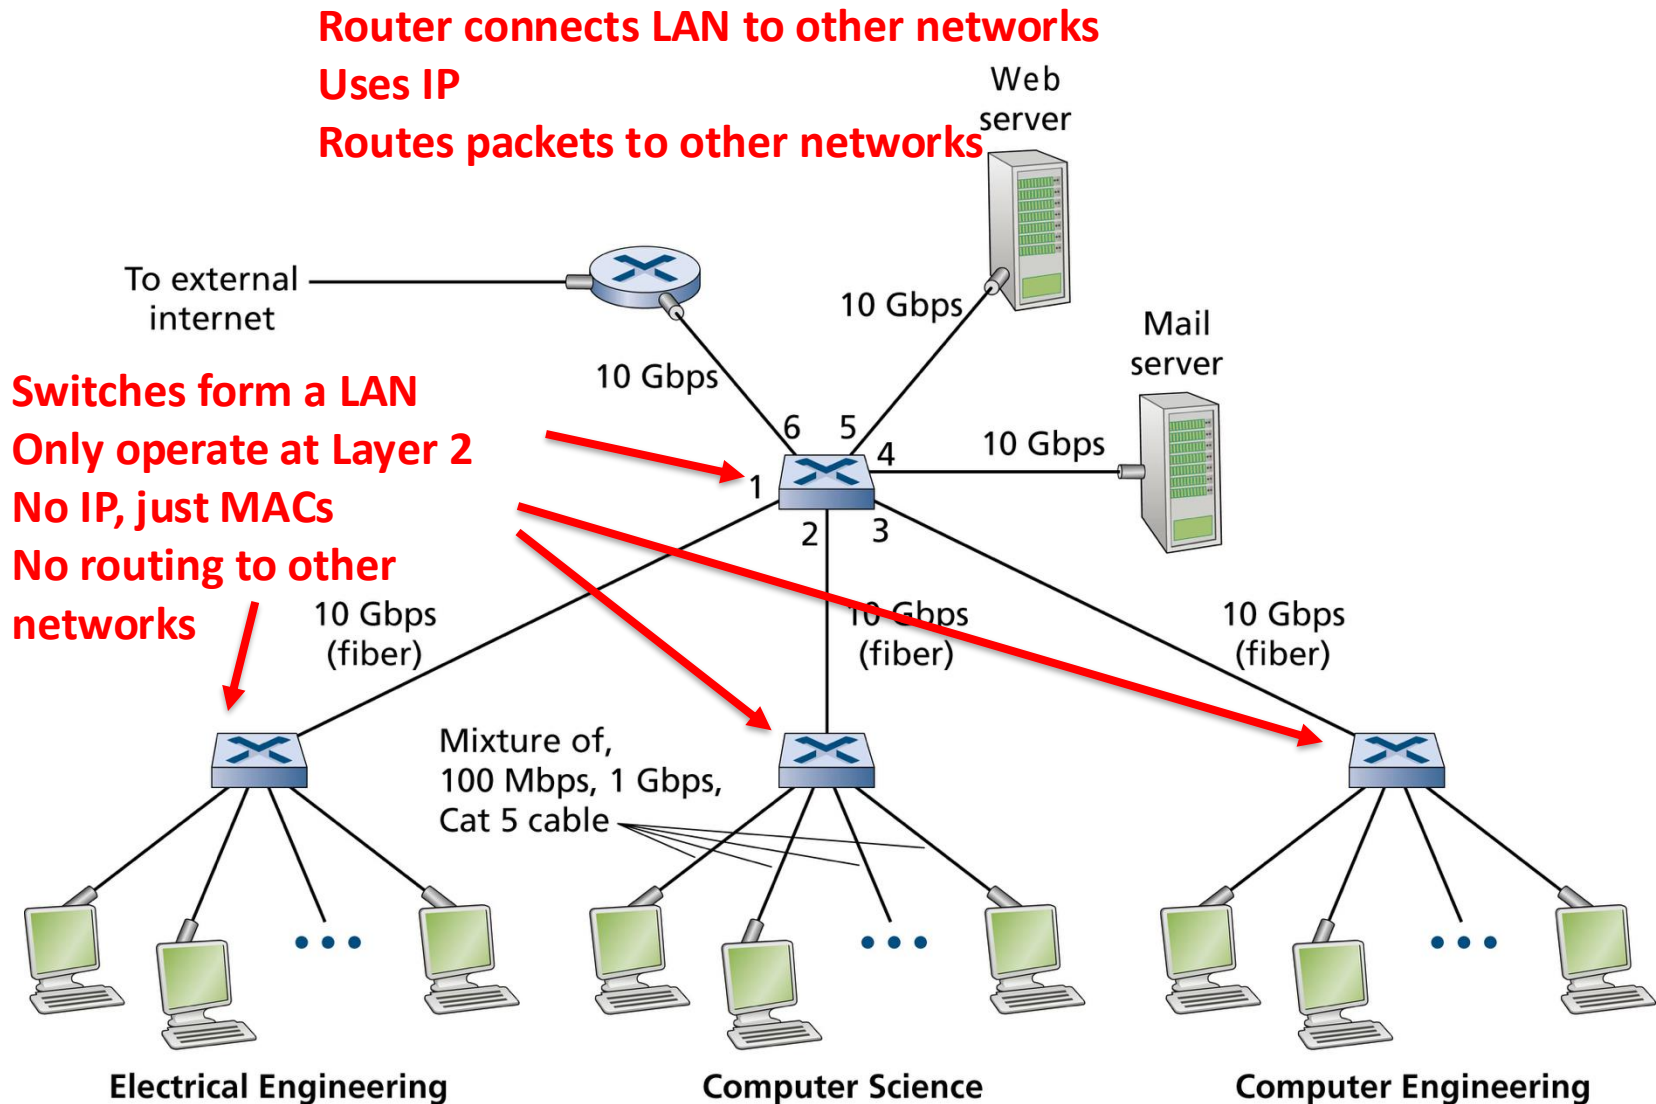 Router connects LAN to other networks
Uses IP
Routes packets to other networks
Web
server
To external
internet
10 Gbps
10 Gbps
Mail
server
10 Gbps
Switches form a LAN
Only operate at Layer 2
No IP, just MACs
No routing to other
networks
6
5
4
1
2
3
10 Gbps
(fiber)
10 Gbps
(fiber)
10 Gbps
(fiber)
Mixture of,
100 Mbps, 1 Gbps,
Cat 5 cable
Electrical Engineering
Computer Science
Computer Engineering